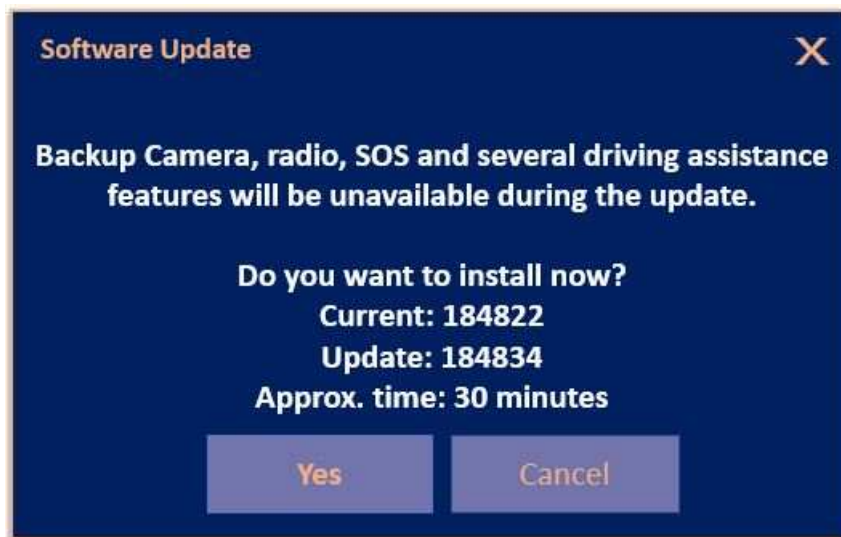 Software Update
X
Backup Camera, radio, SOS and several driving assistance
features will be unavailable during the update.
Do you want to install now?
Current: 184822
Update: 184834
Approx. time: 30 minutes
Yes
Cancel